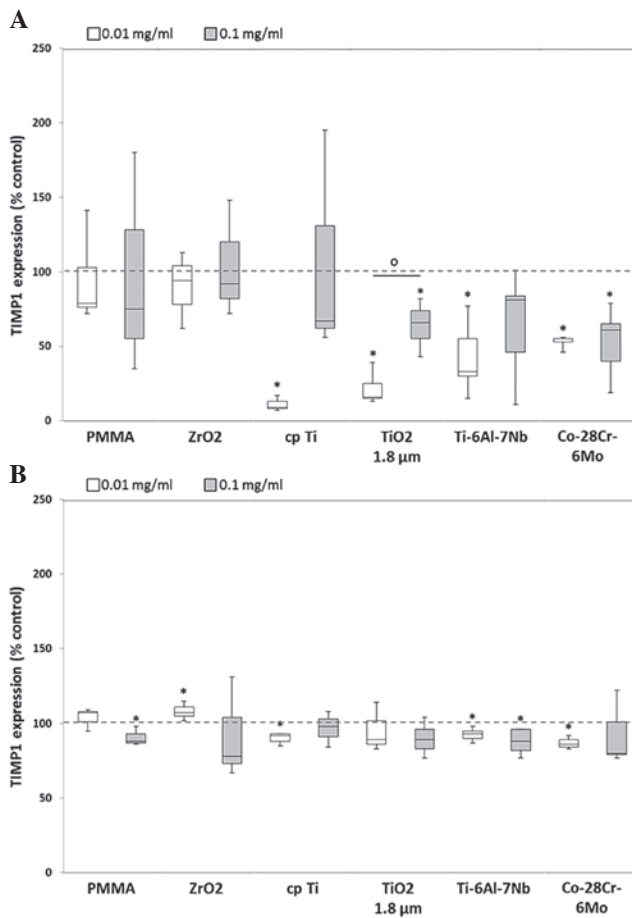 A
0.01 mg/ml 0.1 mg/ml
TIMP1 expression (% control)
250
200
150
100
50
0
o
* * * * * *
PMMA ZrO2 cp Ti TiO2 1.8 µm Ti-6Al-7Nb Co-28Cr-6Mo
B
0.01 mg/ml 0.1 mg/ml
TIMP1 expression (% control)
250
200
150
100
50
0
* * * * * *
PMMA ZrO2 cp Ti TiO2 1.8 µm Ti-6Al-7Nb Co-28Cr-6Mo